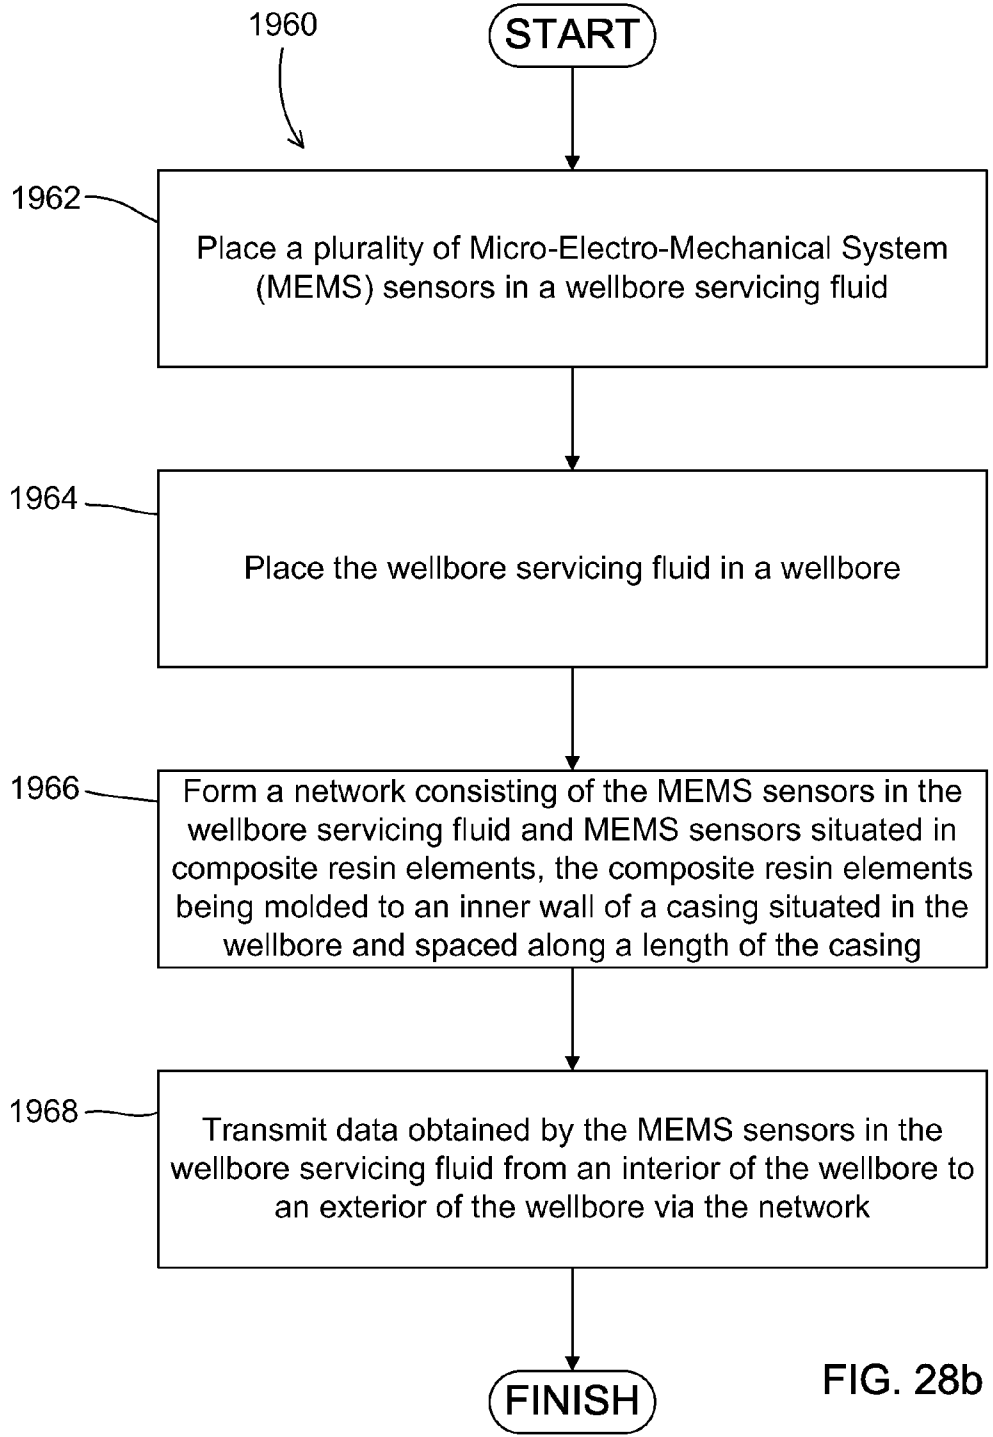 1960
START
1962
Place a plurality of Micro-Electro-Mechanical System
(MEMS) sensors in a wellbore servicing fluid
1964
Place the wellbore servicing fluid in a wellbore
1966
Form a network consisting of the MEMS sensors in the
wellbore servicing fluid and MEMS sensors situated in
composite resin elements, the composite resin elements
being molded to an inner wall of a casing situated in the
wellbore and spaced along a length of the casing
1968
Transmit data obtained by the MEMS sensors in the
wellbore servicing fluid from an interior of the wellbore to
an exterior of the wellbore via the network
FINISH
FIG. 28b